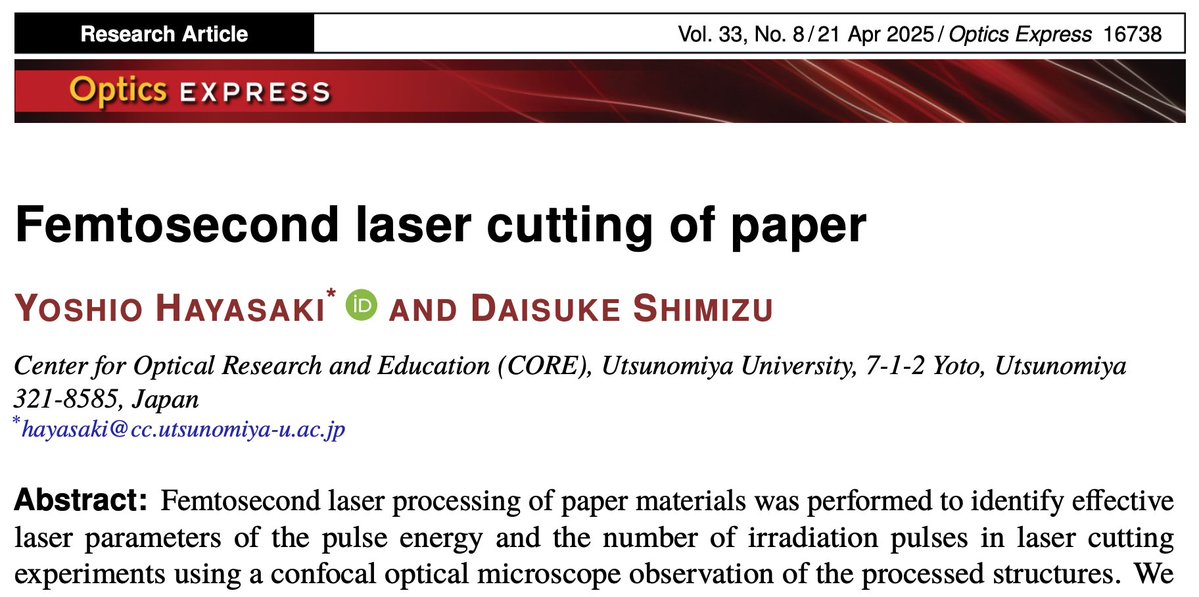 Research Article
Vol. 33, No. 8 / 21 Apr 2025 / Optics Express 16738
Optics EXPRESS
Femtosecond laser cutting of paper
YOSHIO HAYASAKI* iD AND DAISUKE SHIMIZU
Center for Optical Research and Education (CORE), Utsunomiya University, 7-1-2 Yoto, Utsunomiya
321-8585, Japan
*hayasaki@cc.utsunomiya-u.ac.jp
Abstract: Femtosecond laser processing of paper materials was performed to identify effective
laser parameters of the pulse energy and the number of irradiation pulses in laser cutting
experiments using a confocal optical microscope observation of the processed structures. We